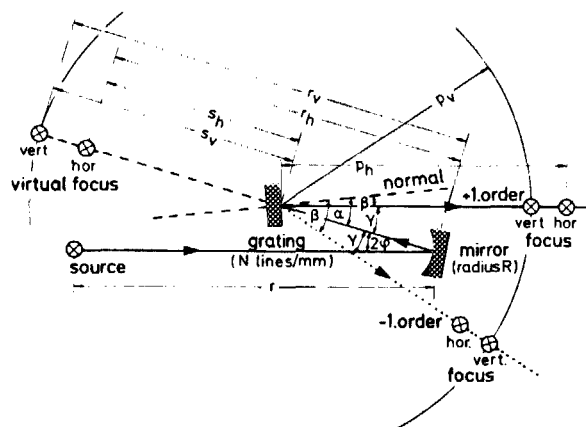 r_v
r_h
s_h
s_v
p_v
p_h
vert
hor
virtual focus
normal
+1.order
β
β
α
γ
γ
2φ
vert hor
focus
grating
(N lines/mm)
mirror
(radius R)
source
r
-1.order
hor.
vert.
focus